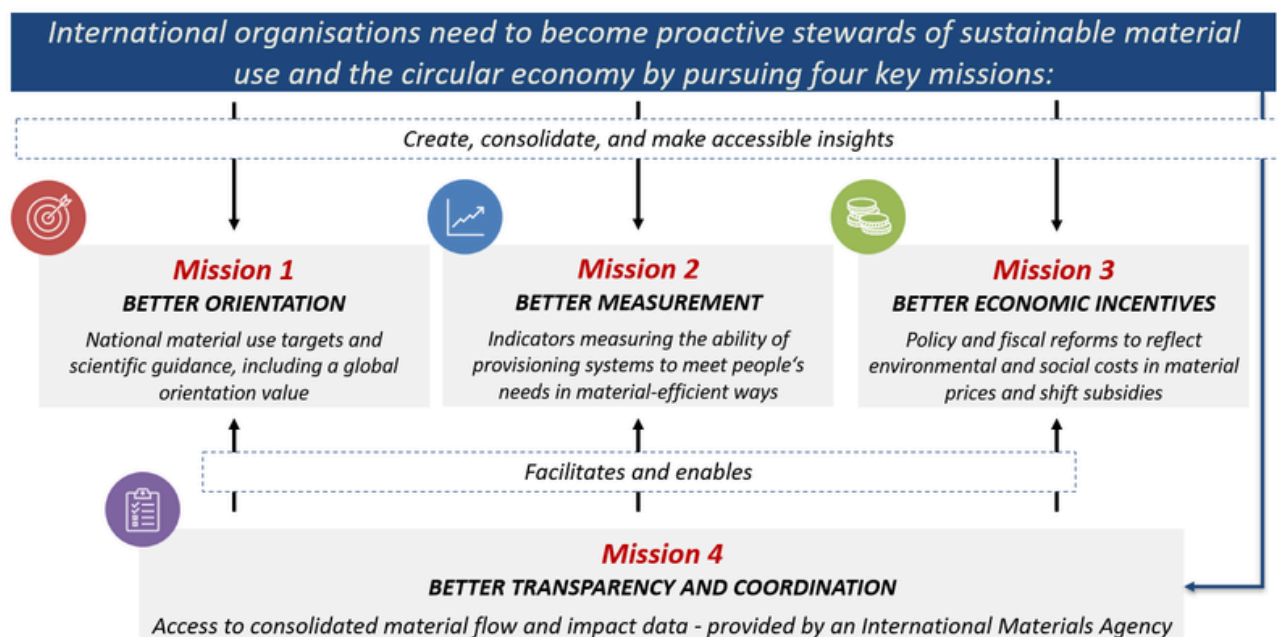 International organisations need to become proactive stewards of sustainable material
use and the circular economy by pursuing four key missions:
Create, consolidate, and make accessible insights
Mission 1
BETTER ORIENTATION
National material use targets and
scientific guidance, including a global
orientation value
Mission 2
BETTER MEASUREMENT
Indicators measuring the ability of
provisioning systems to meet people‘s
needs in material-efficient ways
Mission 3
BETTER ECONOMIC INCENTIVES
Policy and fiscal reforms to reflect
environmental and social costs in material
prices and shift subsidies
Facilitates and enables
Mission 4
BETTER TRANSPARENCY AND COORDINATION
Access to consolidated material flow and impact data - provided by an International Materials Agency